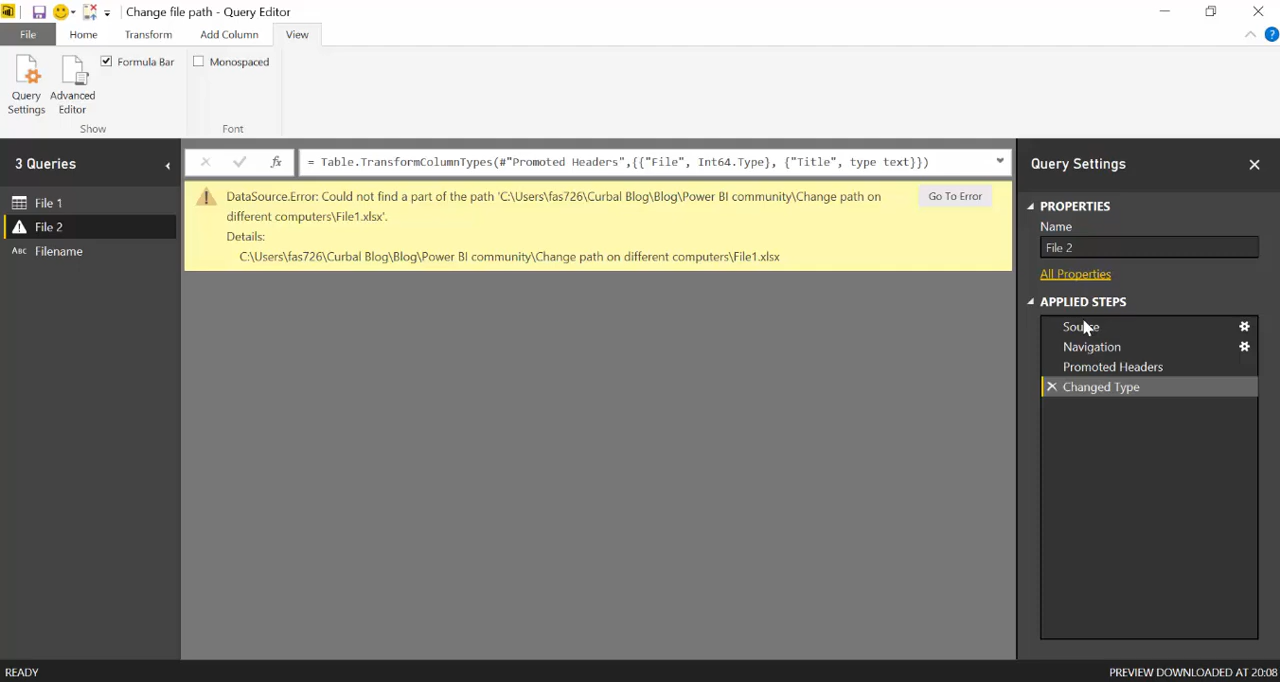 Change file path - Query Editor
File
Home
Transform
Add Column
View
Query
Settings
Advanced
Editor
Formula Bar
Monospaced
Show
Font
3 Queries
File 1
File 2
ABC Filename
fx
= Table.TransformColumnTypes(#"Promoted Headers",{{"File", Int64.Type}, {"Title", type text}})
DataSource.Error: Could not find a part of the path 'C:\Users\fas726\Curbal Blog\Blog\Power BI community\Change path on
different computers\File1.xlsx'.
Details:
C:\Users\fas726\Curbal Blog\Blog\Power BI community\Change path on different computers\File1.xlsx
Go To Error
Query Settings
PROPERTIES
Name
File 2
All Properties
APPLIED STEPS
Source
Navigation
Promoted Headers
Changed Type
READY
PREVIEW DOWNLOADED AT 20:08